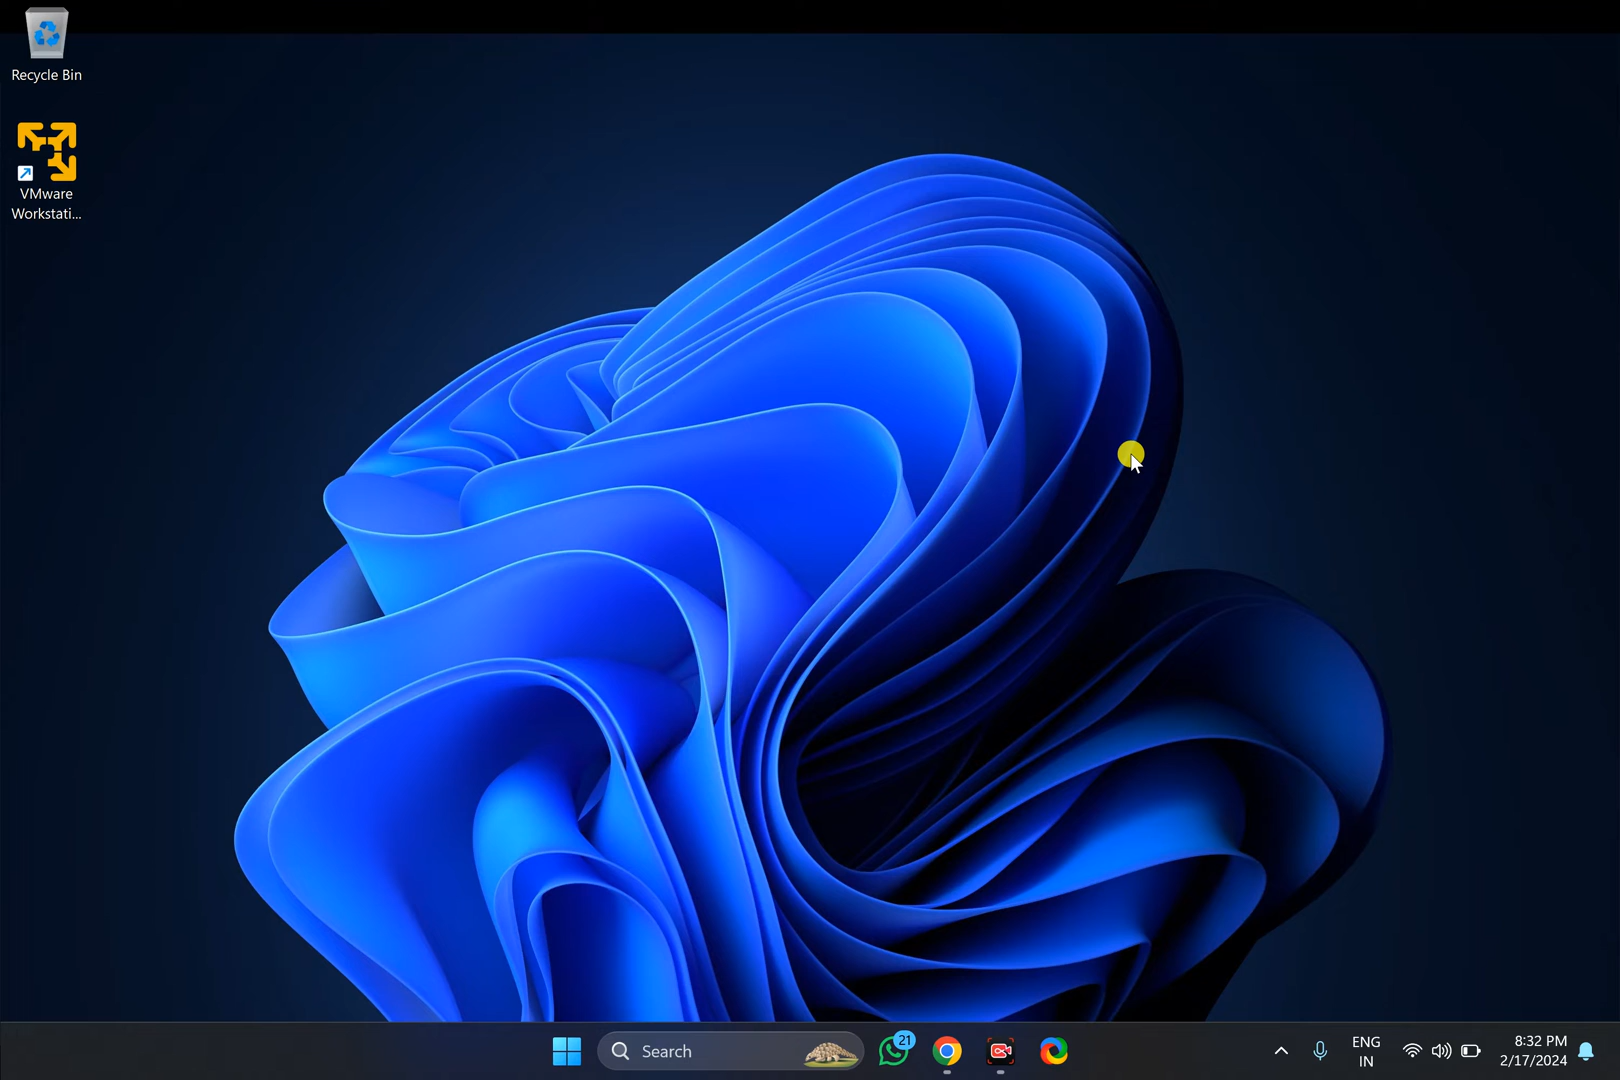 Recycle Bin
VMware
Workstati...
Search
21
ENG
IN
8:32 PM
2/17/2024